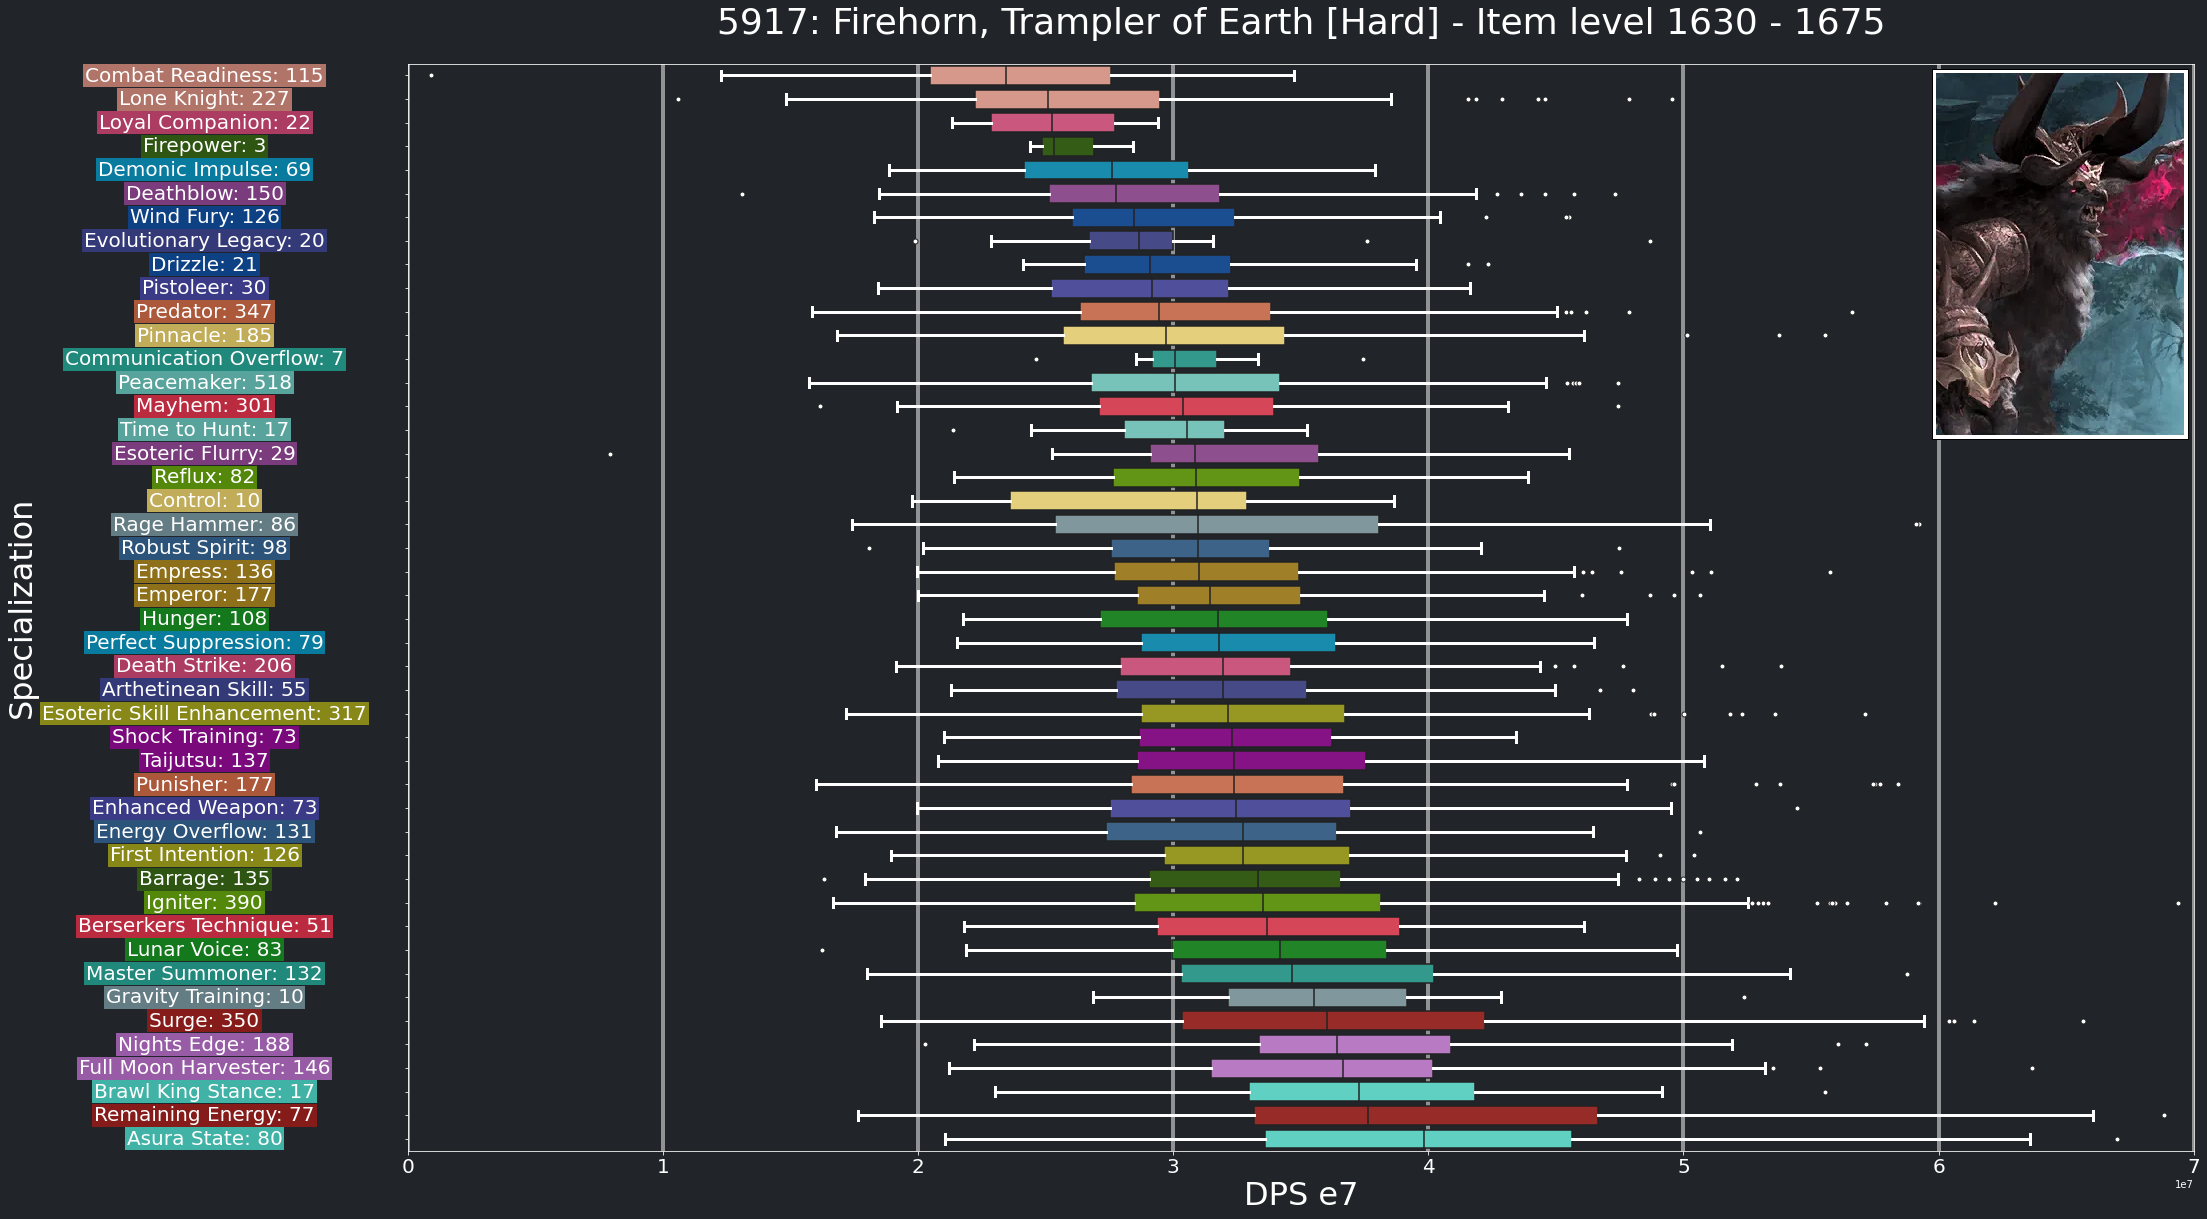 5917: Firehorn, Trampler of Earth [Hard] - Item level 1630 - 1675
Specialization
Combat Readiness: 115
Lone Knight: 227
Loyal Companion: 22
Firepower: 3
Demonic Impulse: 69
Deathblow: 150
Wind Fury: 126
Evolutionary Legacy: 20
Drizzle: 21
Pistoleer: 30
Predator: 347
Pinnacle: 185
Communication Overflow: 7
Peacemaker: 518
Mayhem: 301
Time to Hunt: 17
Esoteric Flurry: 29
Reflux: 82
Control: 10
Rage Hammer: 86
Robust Spirit: 98
Empress: 136
Emperor: 177
Hunger: 108
Perfect Suppression: 79
Death Strike: 206
Arthetinean Skill: 55
Esoteric Skill Enhancement: 317
Shock Training: 73
Taijutsu: 137
Punisher: 177
Enhanced Weapon: 73
Energy Overflow: 131
First Intention: 126
Barrage: 135
Igniter: 390
Berserkers Technique: 51
Lunar Voice: 83
Master Summoner: 132
Gravity Training: 10
Surge: 350
Nights Edge: 188
Full Moon Harvester: 146
Brawl King Stance: 17
Remaining Energy: 77
Asura State: 80
0 1 2 3 4 5 6 7
1e7
DPS e7